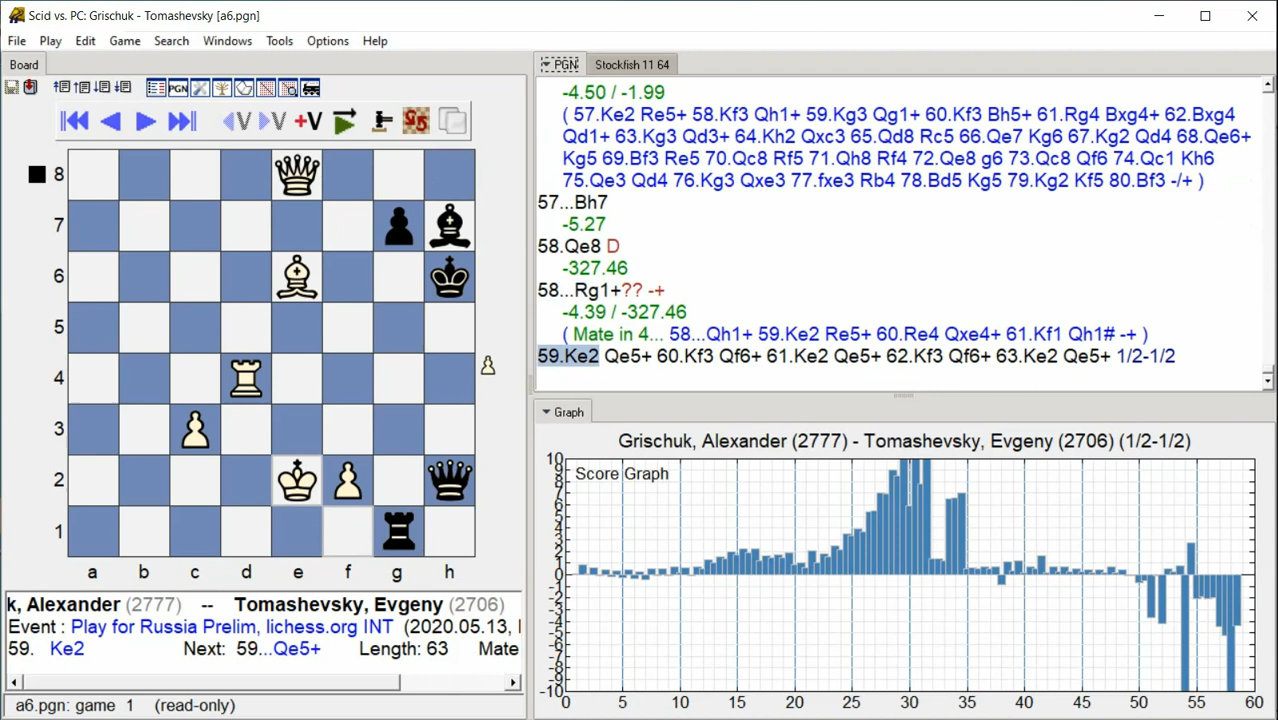 Scid vs. PC: Grischuk - Tomashevsky [a6.pgn]
File Play Edit Game Search Windows Tools Options Help
Board
PGN Stockfish 11 64
PGN
V V +V
8
7
6
5
4
3
2
1
a b c d e f g h
-4.50 / -1.99
( 57.Ke2 Re5+ 58.Kf3 Qh1+ 59.Kg3 Qg1+ 60.Kf3 Bh5+ 61.Rg4 Bxg4+ 62.Bxg4
Qd1+ 63.Kg3 Qd3+ 64.Kh2 Qxc3 65.Qd8 Rc5 66.Qe7 Kg6 67.Kg2 Qd4 68.Qe6+
Kg5 69.Bf3 Re5 70.Qc8 Rf5 71.Qh8 Rf4 72.Qe8 g6 73.Qc8 Qf6 74.Qc1 Kh6
75.Qe3 Qd4 76.Kg3 Qxe3 77.fxe3 Rb4 78.Bd5 Kg5 79.Kg2 Kf5 80.Bf3 -/+ )
57...Bh7
-5.27
58.Qe8 D
-327.46
58...Rg1+?? -+
-4.39 / -327.46
( Mate in 4... 58...Qh1+ 59.Ke2 Re5+ 60.Re4 Qxe4+ 61.Kf1 Qh1# -+ )
59.Ke2 Qe5+ 60.Kf3 Qf6+ 61.Ke2 Qe5+ 62.Kf3 Qf6+ 63.Ke2 Qe5+ 1/2-1/2
k, Alexander (2777) -- Tomashevsky, Evgeny (2706)
Event : Play for Russia Prelim, lichess.org INT (2020.05.13,
59. Ke2 Next: 59...Qe5+ Length: 63 Mate
a6.pgn: game 1 (read-only)
Graph
Grischuk, Alexander (2777) - Tomashevsky, Evgeny (2706) (1/2-1/2)
Score Graph
10
9
8
7
6
5
4
3
2
1
0
-1
-2
-3
-4
-5
-6
-7
-8
-9
-10
0 5 10 15 20 25 30 35 40 45 50 55 60